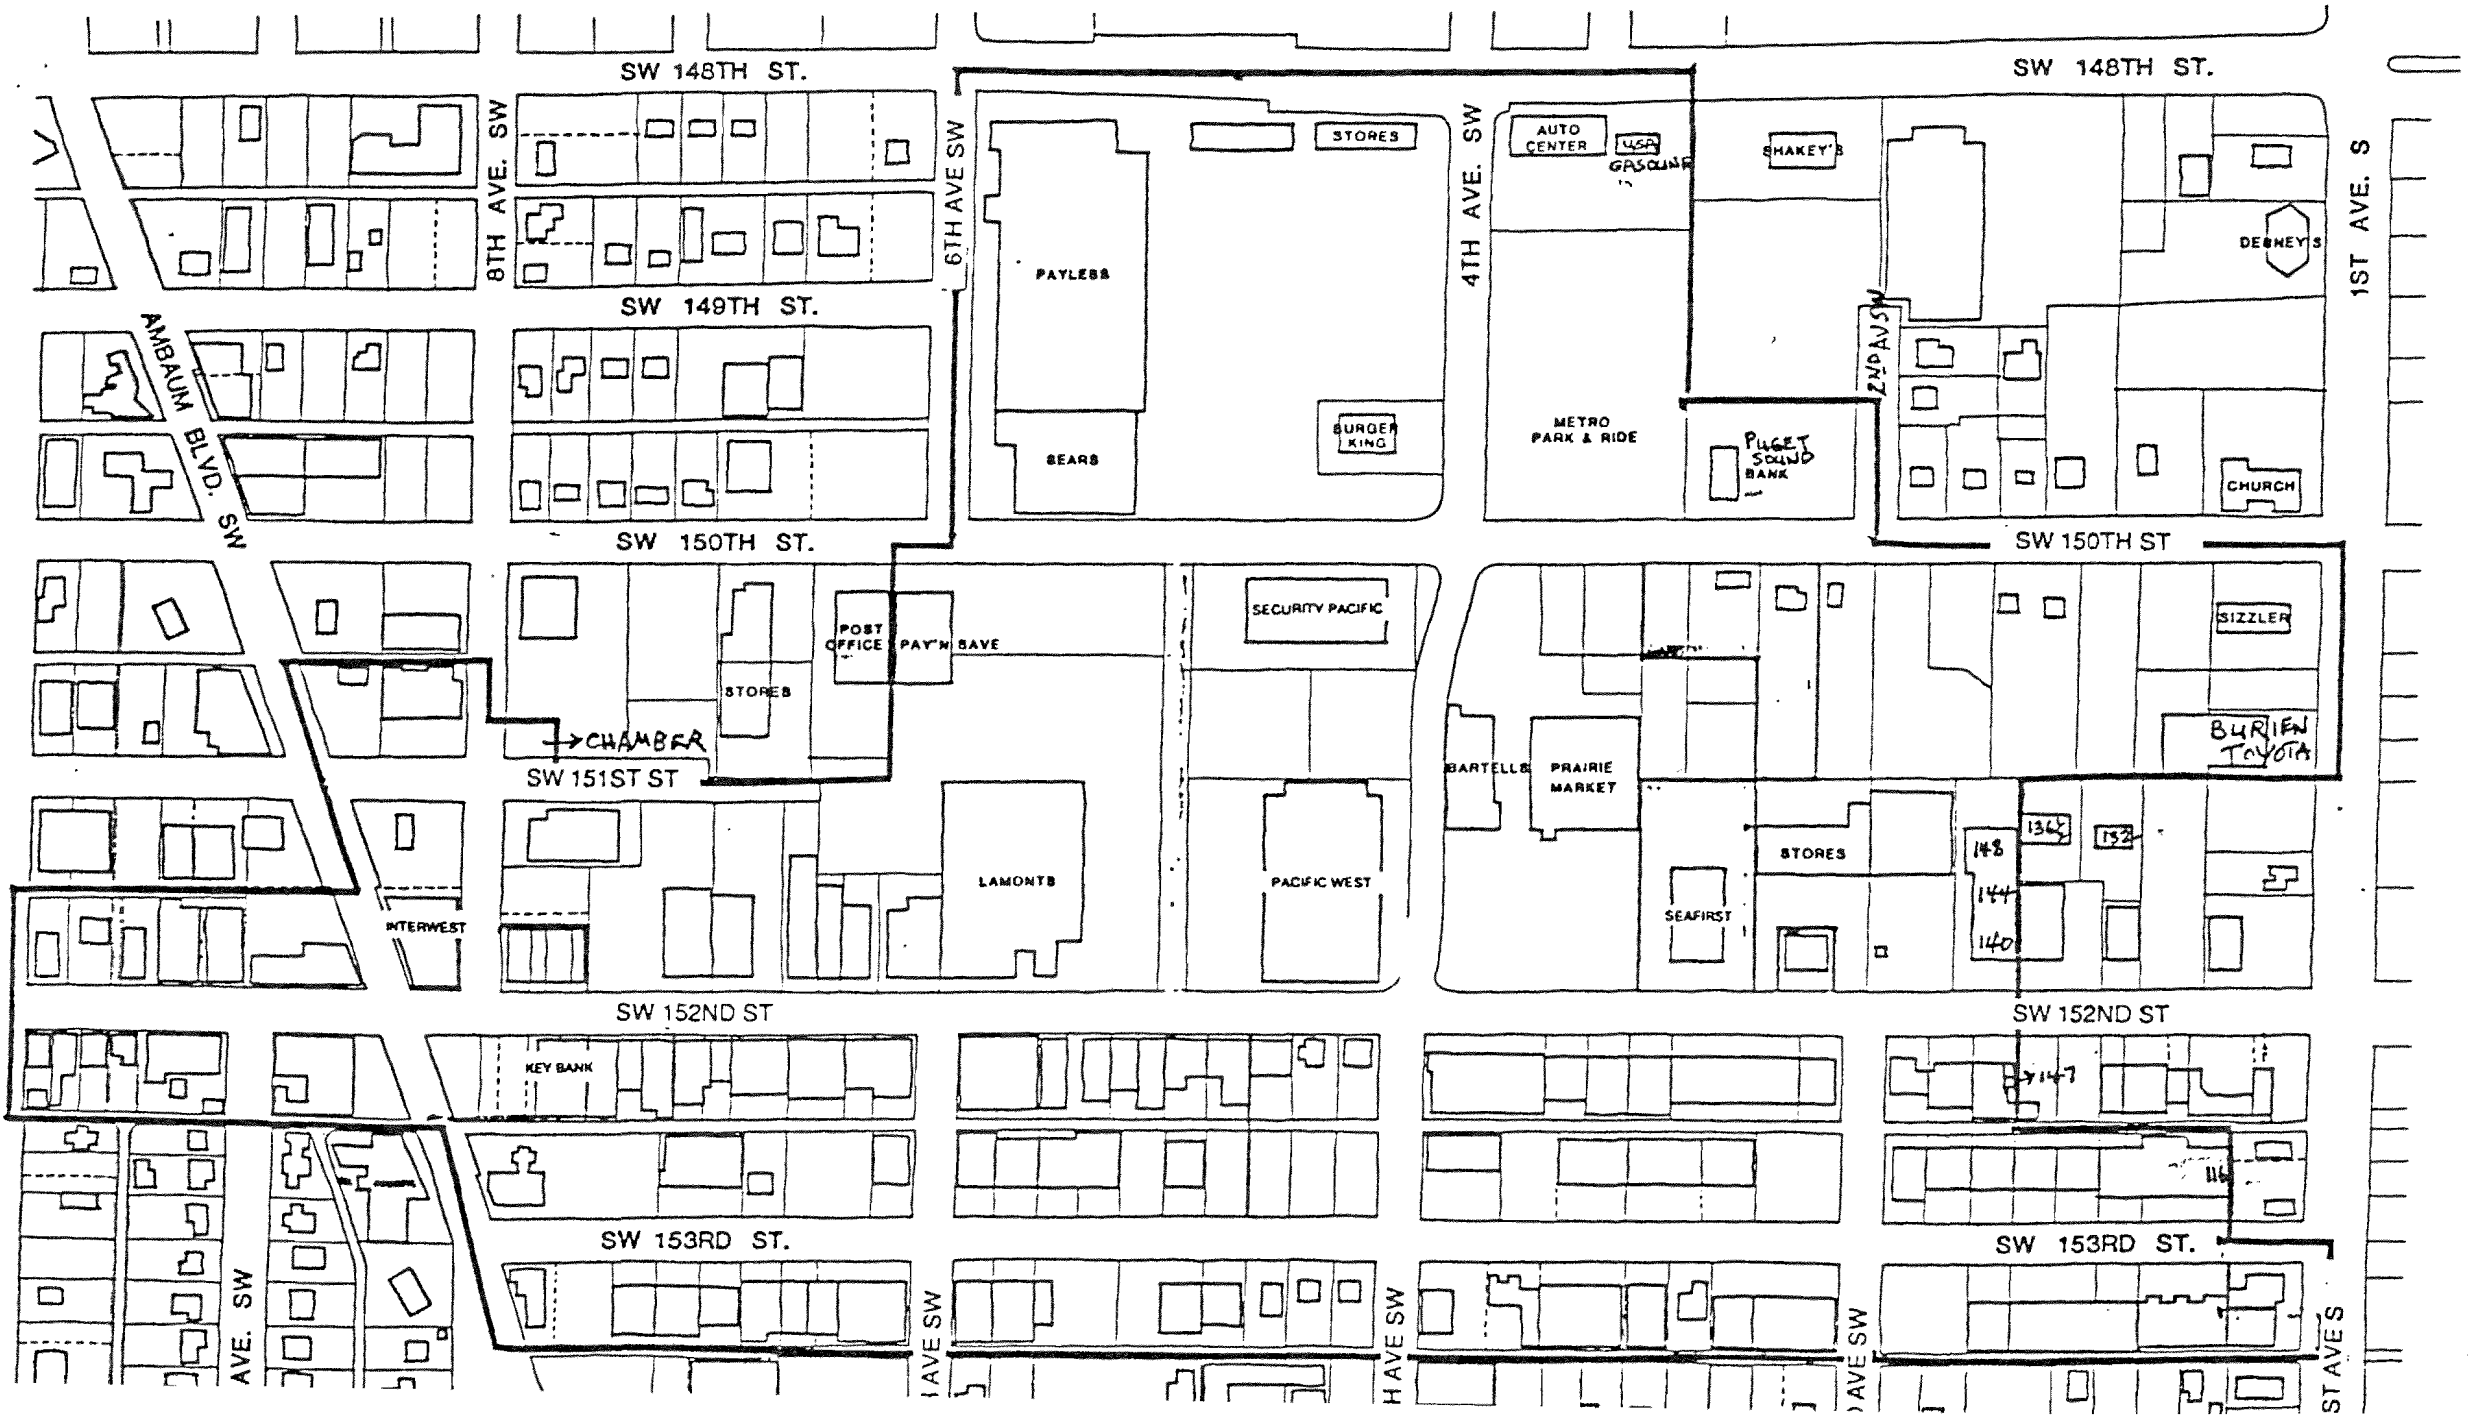 SW 148TH ST.
SW 148TH ST.
8TH AVE. SW
6TH AVE SW
4TH AVE. SW
1ST AVE. S
STORES
AUTO
CENTER
USA
GASOLINE
SHAKEY'S
DENNEY'S
PAYLESS
SW 149TH ST.
2ND AV SW
AMBAUM BLVD. SW
BURGER
KING
METRO
PARK & RIDE
PUGET
SOUND
BANK
SEARS
CHURCH
SW 150TH ST.
SW 150TH ST
SECURITY PACIFIC
SIZZLER
POST
OFFICE
PAY'N SAVE
STORES
CHAMBER
BURIEN
TOYOTA
SW 151ST ST
BARTELLS
PRAIRIE
MARKET
136
132
148
STORES
LAMONTS
PACIFIC WEST
144
SEAFIRST
INTERWEST
140
SW 152ND ST
SW 152ND ST
KEY BANK
147
116
SW 153RD ST.
SW 153RD ST.
AVE. SW
H AVE SW
H AVE SW
D AVE SW
ST AVE S